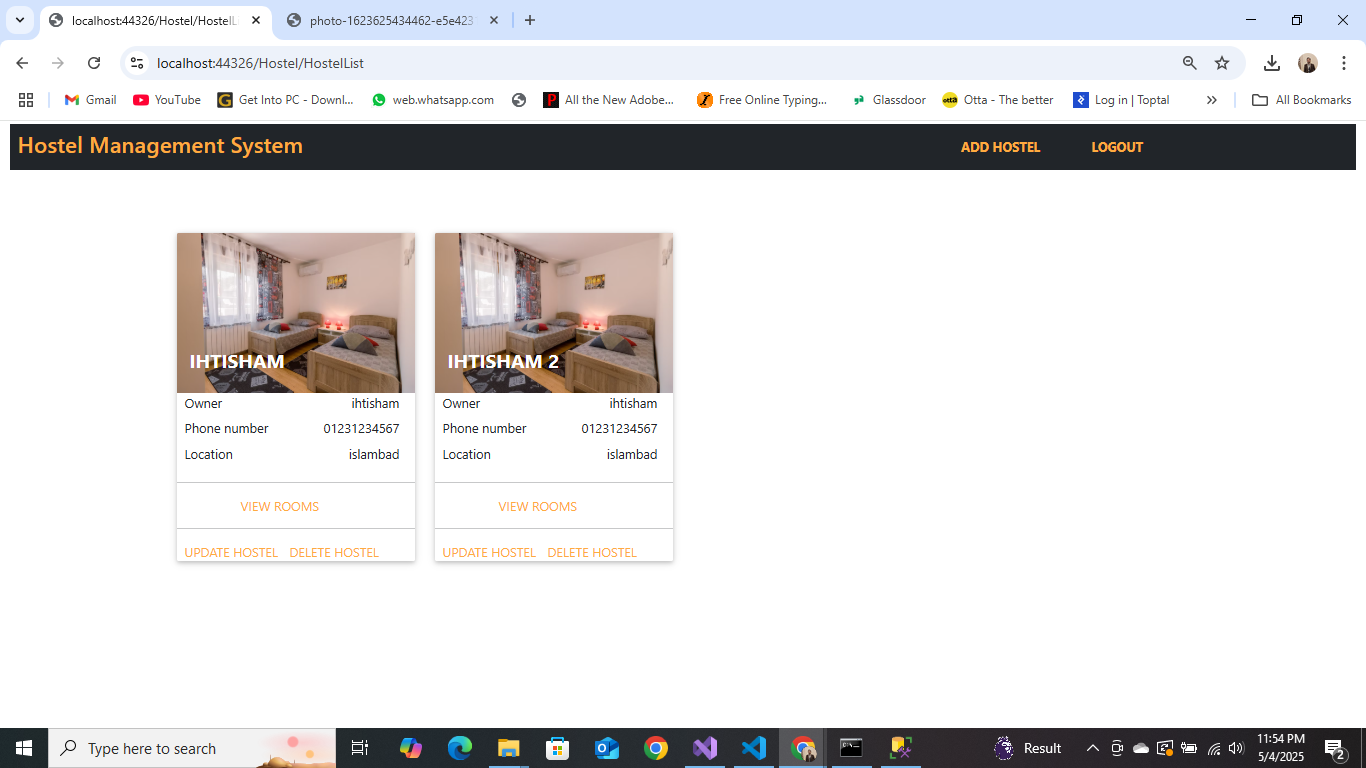 localhost:44326/Hostel/HostelLi
photo-1623625434462-e5e423
localhost:44326/Hostel/HostelList
Gmail YouTube Get Into PC - Downl... web.whatsapp.com All the New Adobe... Free Online Typing... Glassdoor Otta - The better Log in | Toptal All Bookmarks
Hostel Management System ADD HOSTEL LOGOUT
IHTISHAM
Owner ihtisham
Phone number 01231234567
Location islambad
VIEW ROOMS
UPDATE HOSTEL DELETE HOSTEL
IHTISHAM 2
Owner ihtisham
Phone number 01231234567
Location islambad
VIEW ROOMS
UPDATE HOSTEL DELETE HOSTEL
Type here to search
Result
11:54 PM
5/4/2025
2